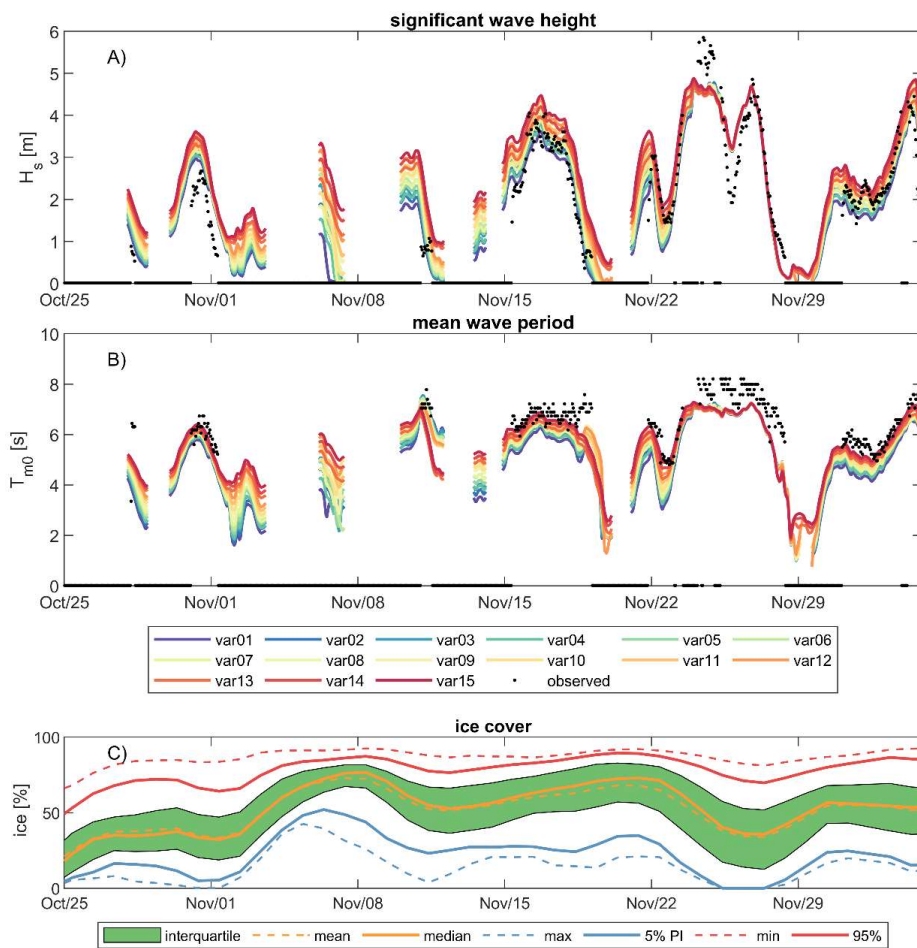 significant wave height
A)
6
5
4
3
2
1
0
H_s [m]
Oct/25 Nov/01 Nov/08 Nov/15 Nov/22 Nov/29
mean wave period
B)
10
8
6
4
2
0
T_m0 [s]
Oct/25 Nov/01 Nov/08 Nov/15 Nov/22 Nov/29
var01 var02 var03 var04 var05 var06
var07 var08 var09 var10 var11 var12
var13 var14 var15 observed
ice cover
C)
100
50
0
ice [%]
Oct/25 Nov/01 Nov/08 Nov/15 Nov/22 Nov/29
interquartile mean median max 5% PI min 95%